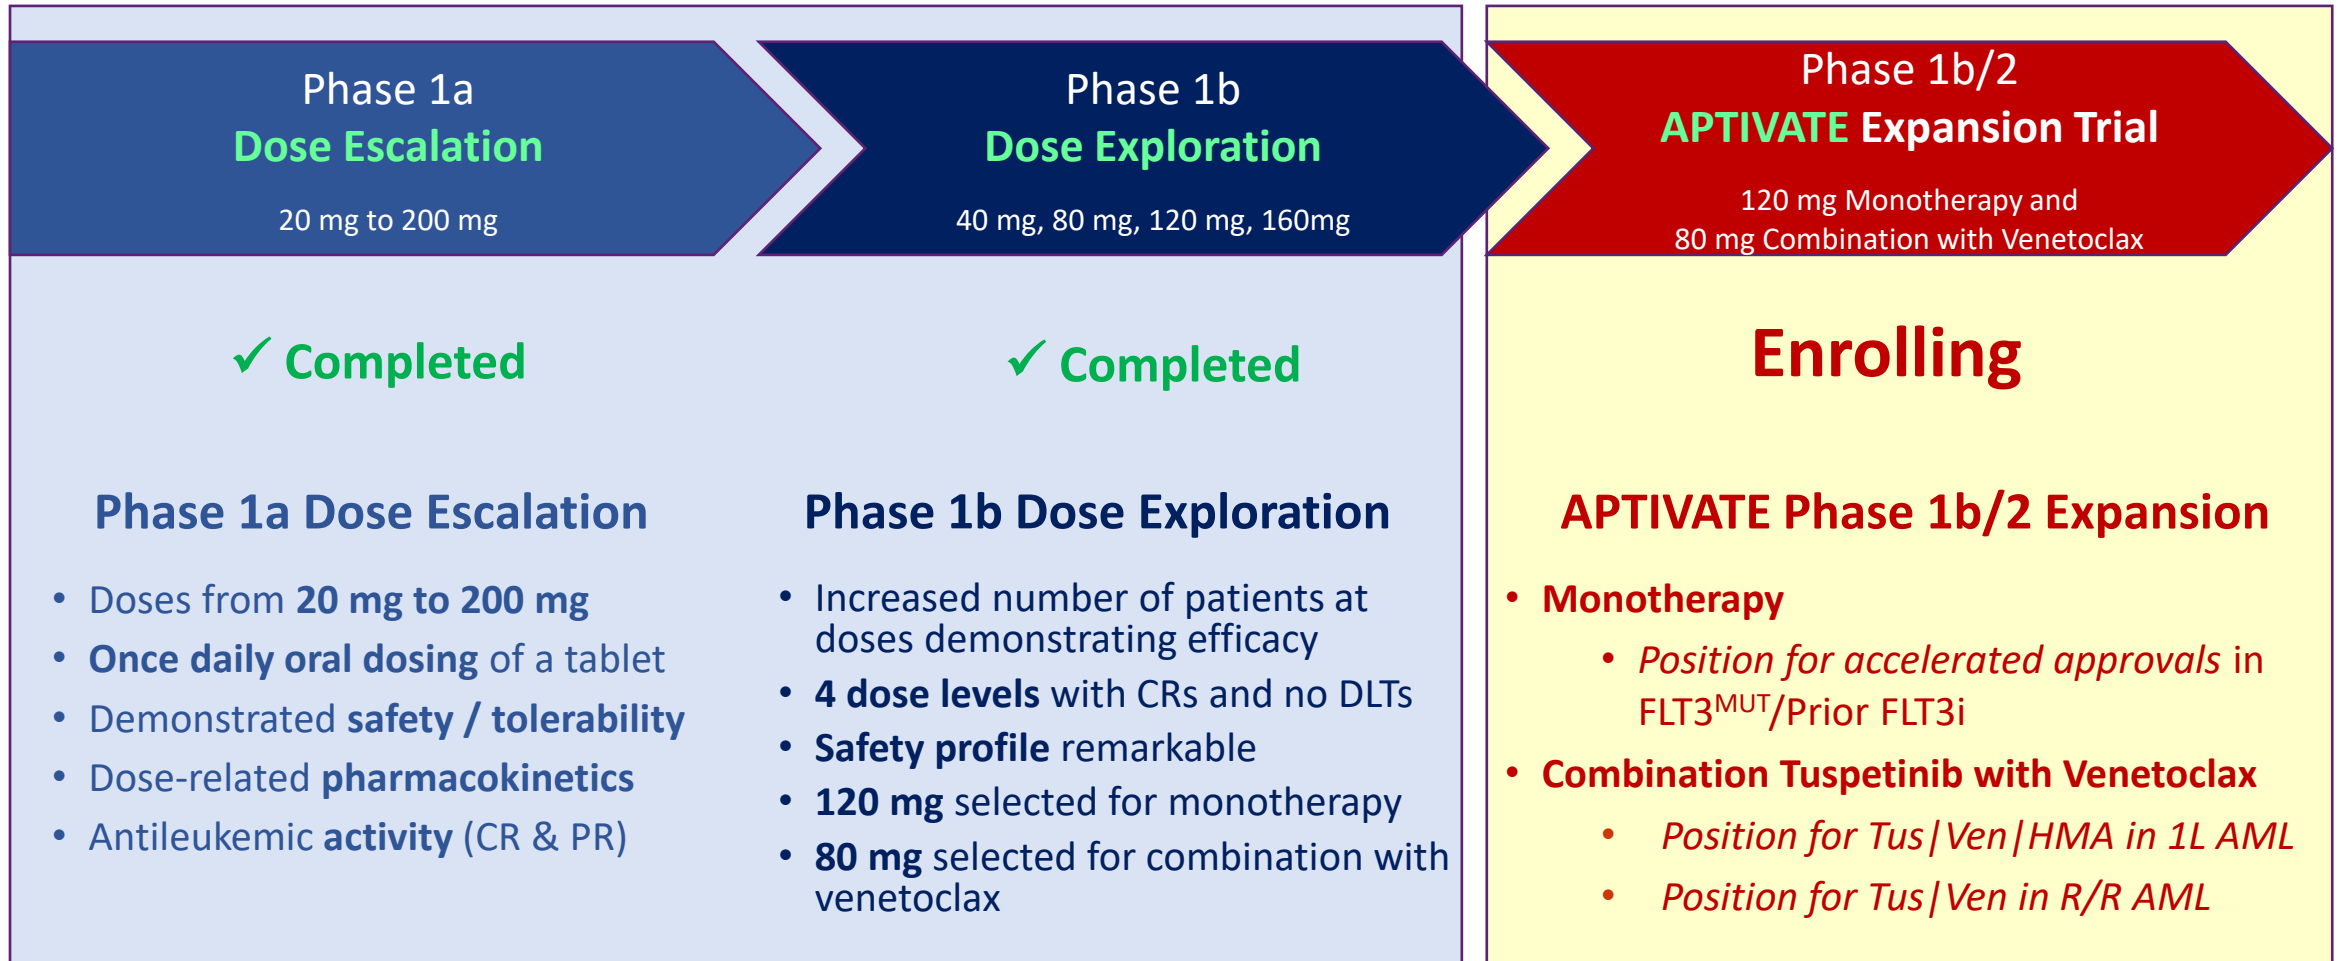 Phase 1a
Dose Escalation
20 mg to 200 mg
Phase 1b
Dose Exploration
40 mg, 80 mg, 120 mg, 160mg
Phase 1b/2
APTIVATE Expansion Trial
120 mg Monotherapy and
80 mg Combination with Venetoclax
✓ Completed
✓ Completed
Enrolling
Phase 1a Dose Escalation
• Doses from 20 mg to 200 mg
• Once daily oral dosing of a tablet
• Demonstrated safety / tolerability
• Dose-related pharmacokinetics
• Antileukemic activity (CR & PR)
Phase 1b Dose Exploration
• Increased number of patients at
doses demonstrating efficacy
• 4 dose levels with CRs and no DLTs
• Safety profile remarkable
• 120 mg selected for monotherapy
• 80 mg selected for combination with
venetoclax
APTIVATE Phase 1b/2 Expansion
• Monotherapy
• Position for accelerated approvals in
FLT3MUT/Prior FLT3i
• Combination Tuspetinib with Venetoclax
• Position for Tus|Ven|HMA in 1L AML
• Position for Tus|Ven in R/R AML